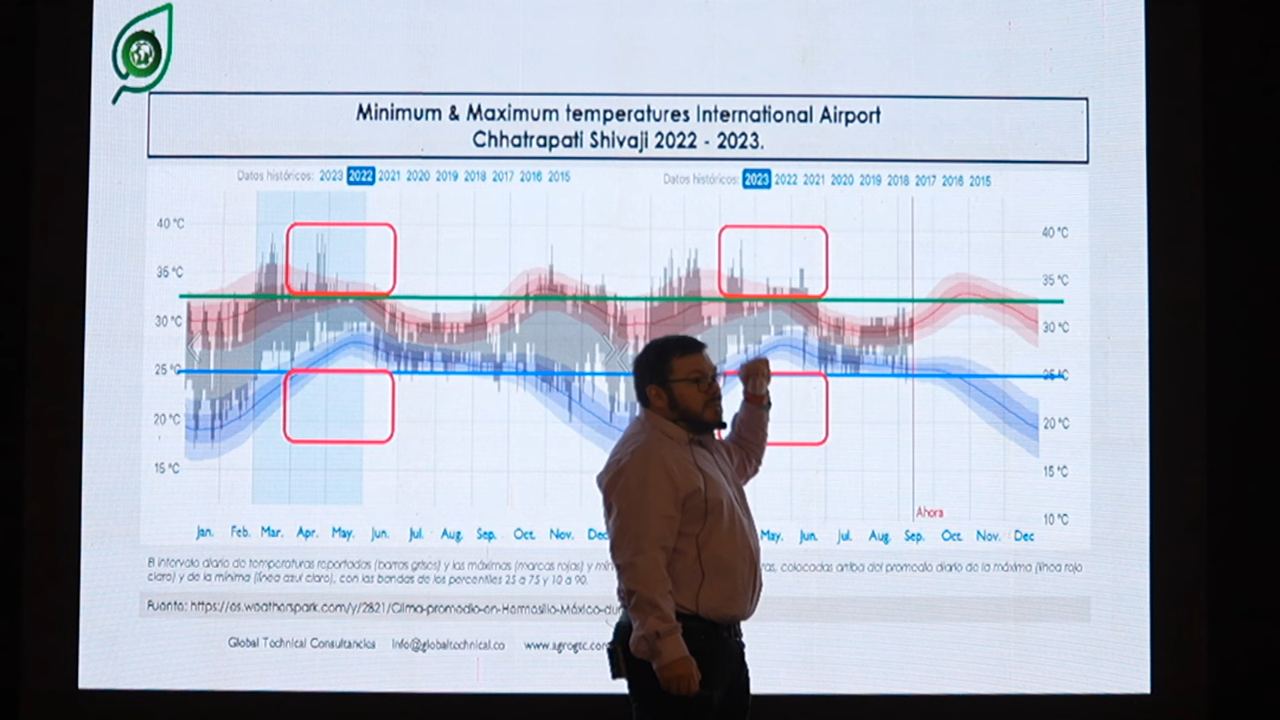 Minimum & Maximum temperatures International Airport
Chhatrapati Shivaji 2022 - 2023.
Datos históricos: 2023 2022 2021 2020 2019 2018 2017 2016 2015
Datos históricos: 2023 2022 2021 2020 2019 2018 2017 2016 2015
40 °C
35 °C
30 °C
25 °C
20 °C
15 °C
40 °C
35 °C
30 °C
25 °C
20 °C
15 °C
10 °C
Ahora
Jan. Feb. Mar. Apr. May. Jun. Jul. Aug. Sep. Oct. Nov. Dec
May. Jun. Jul. Aug. Sep. Oct. Nov. Dec
El intervalo diario de temperaturas reportadas (barras grises) y las máximas (marcas rojas) y mín
as, colocadas arriba del promedio diario de la máxima (línea rojo
claro) y de la mínima (línea azul claro), con las bandas de los percentiles 25 a 75 y 10 a 90.
Fuente: https://es.weatherspark.com/y/2821/Clima-promedio-en-Hermosillo-México-dur
Global Technical Consultancies info@globaltechnical.co www.agrogtc.com